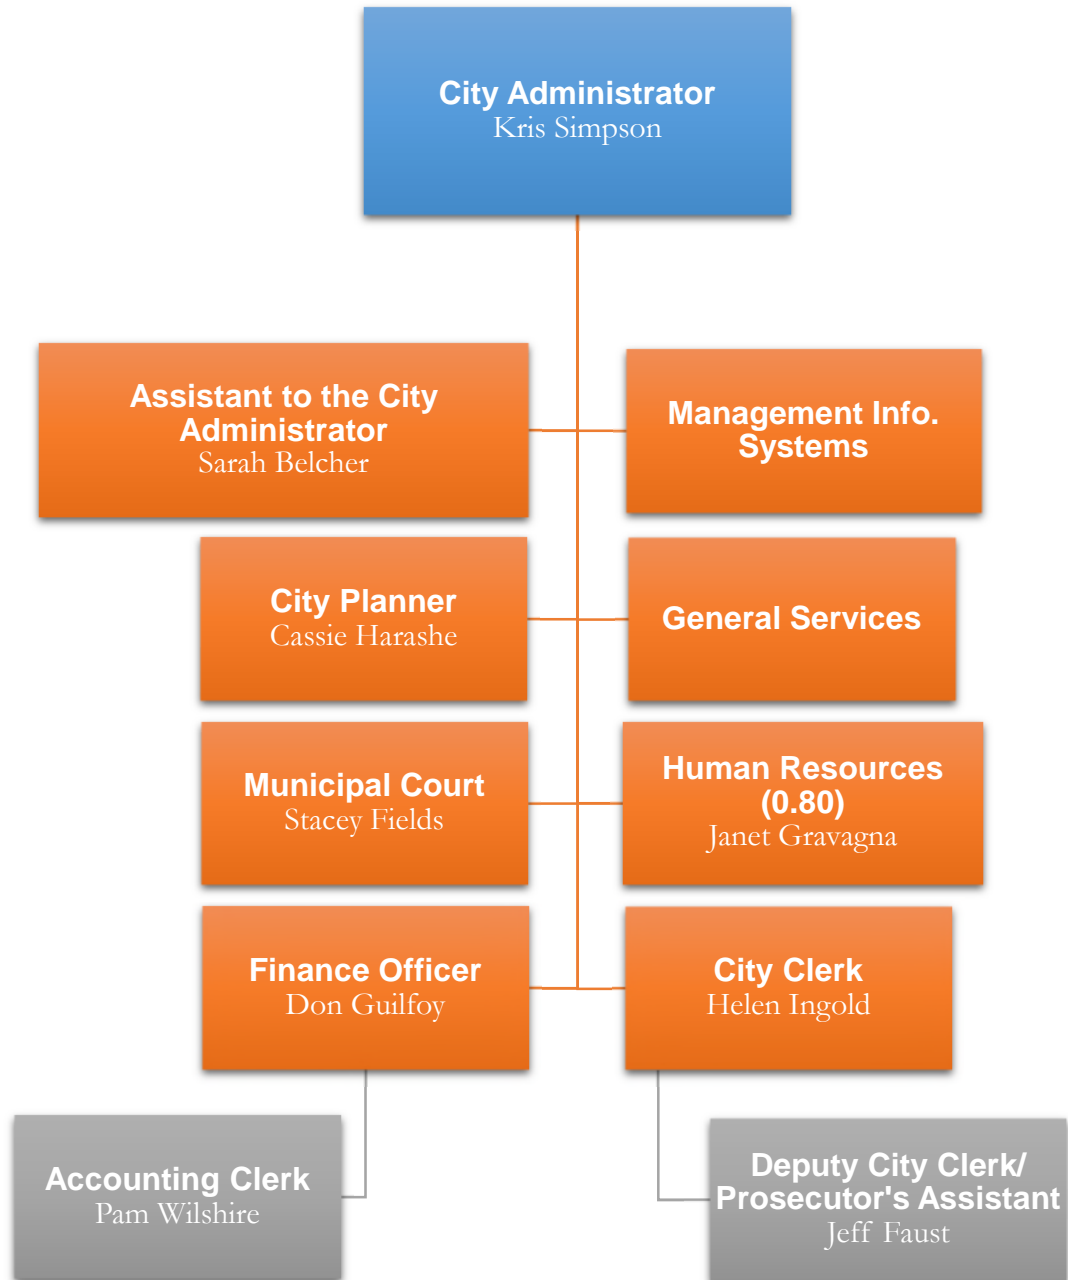 City Administrator
Kris Simpson
Assistant to the City
Administrator
Sarah Belcher
Management Info.
Systems
City Planner
Cassie Harashe
General Services
Municipal Court
Stacey Fields
Human Resources
(0.80)
Janet Gravagna
Finance Officer
Don Guilfoy
City Clerk
Helen Ingold
Accounting Clerk
Pam Wilshire
Deputy City Clerk/
Prosecutor's Assistant
Jeff Faust